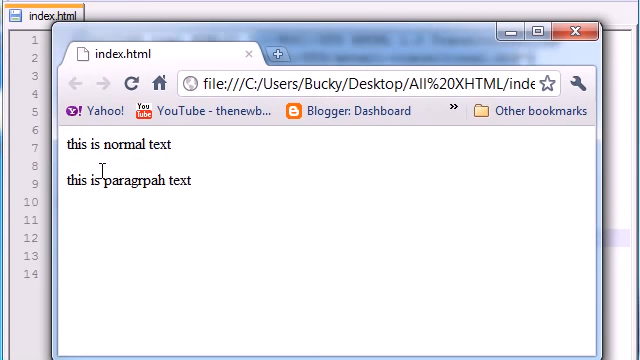 index.html
index.html
file:///C:/Users/Bucky/Desktop/All%20XHTML/inde
Yahoo!
You Tube YouTube - thenewb...
Blogger: Dashboard
» Other bookmarks
this is normal text
this is paragrpah text
1
2
3
4
5
6
7
8
9
10
11
12
13
14